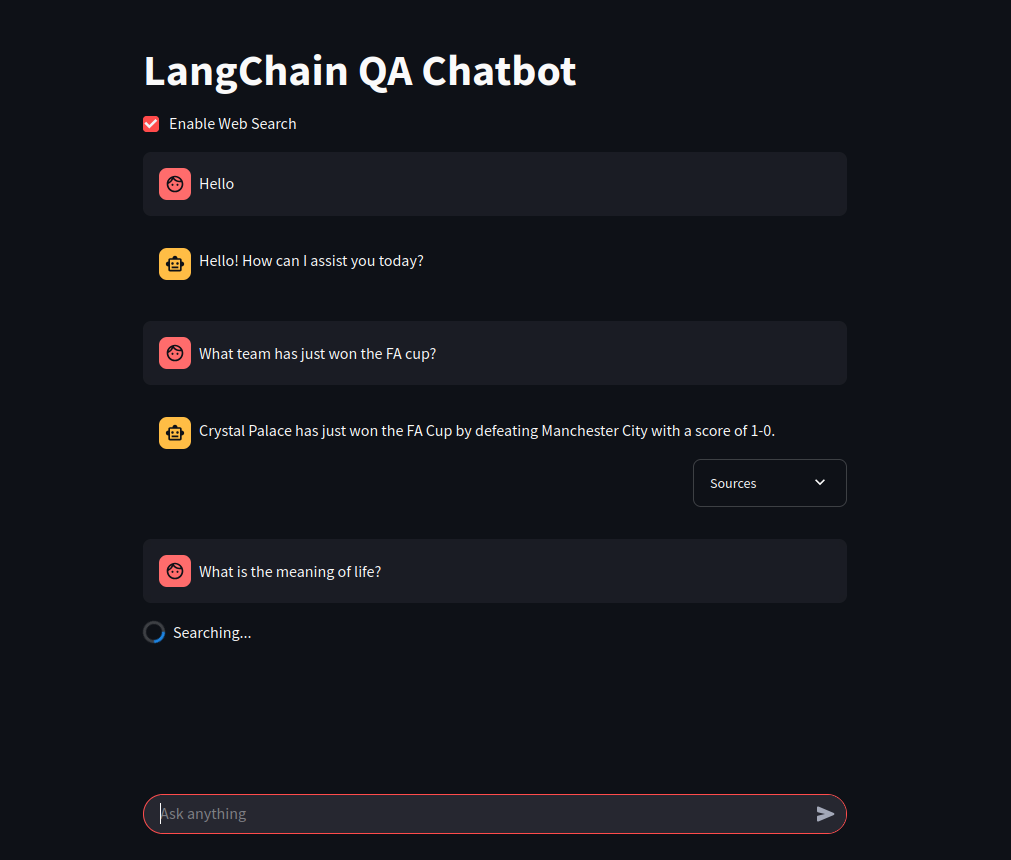 LangChain QA Chatbot
Enable Web Search
Hello
Hello! How can I assist you today?
What team has just won the FA cup?
Crystal Palace has just won the FA Cup by defeating Manchester City with a score of 1-0.
Sources
What is the meaning of life?
Searching...
Ask anything